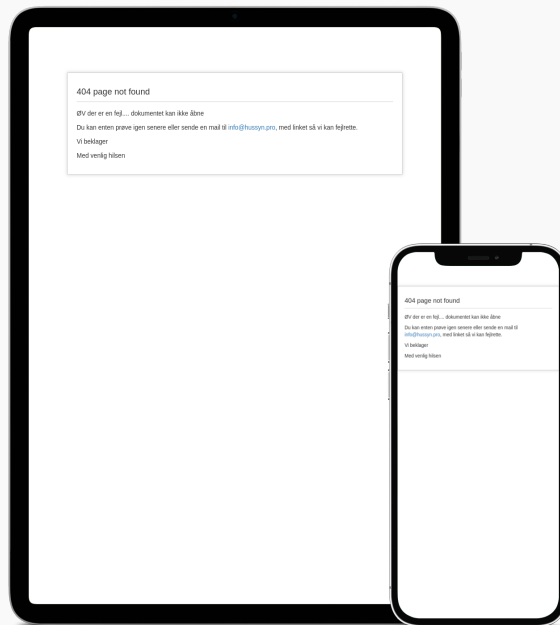 404 page not found
ØV der er en fejl.... dokumentet kan ikke åbne
Du kan enten prøve igen senere eller sende en mail til info@hussyn.pro, med linket så vi kan fejlrette.
Vi beklager
Med venlig hilsen
404 page not found
ØV der er en fejl.... dokumentet kan ikke åbne
Du kan enten prøve igen senere eller sende en mail til
info@hussyn.pro, med linket så vi kan fejlrette.
Vi beklager
Med venlig hilsen